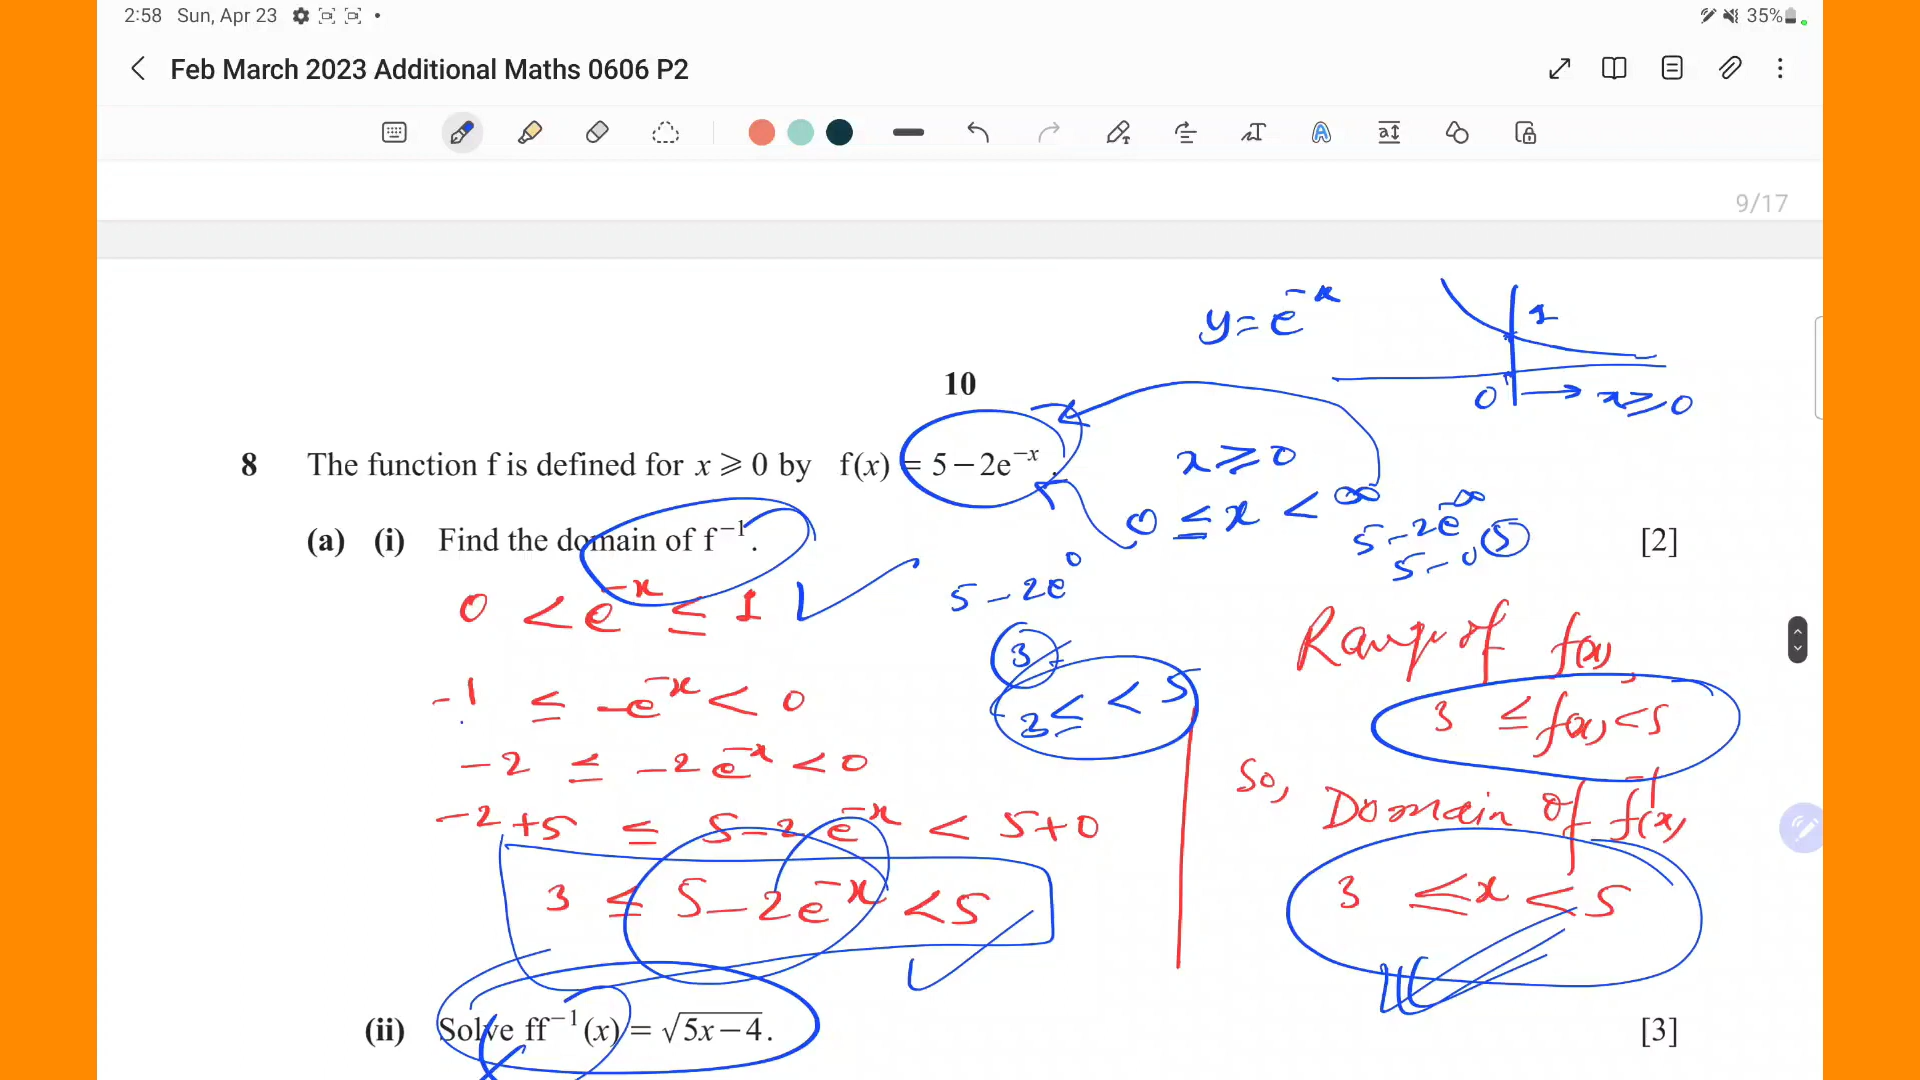 2:58 Sun, Apr 23
35%
Feb March 2023 Additional Maths 0606 P2
9/17
y = e^{-x}
1
0 → x ≥ 0
10
8 The function f is defined for x ⩾ 0 by f(x) = 5 − 2e^{−x}.
x ≥ 0
0 ≤ x < ∞
(a) (i) Find the domain of f^{−1}. [2]
5 - 2e^{-∞}
5 - 0 5
0 < e^{-x} ≤ 1
5 - 2e^0
3
3 ≤ < 5
-1 ≤ -e^{-x} < 0
-2 ≤ -2e^{-x} < 0
-2+5 ≤ 5-2e^{-x} < 5+0
3 ≤ 5-2e^{-x} < 5
Range of f(x)
3 ≤ f(x) < 5
So, Domain of f^{-1}(x)
3 ≤ x < 5
(ii) Solve ff^{−1}(x) = √(5x − 4). [3]